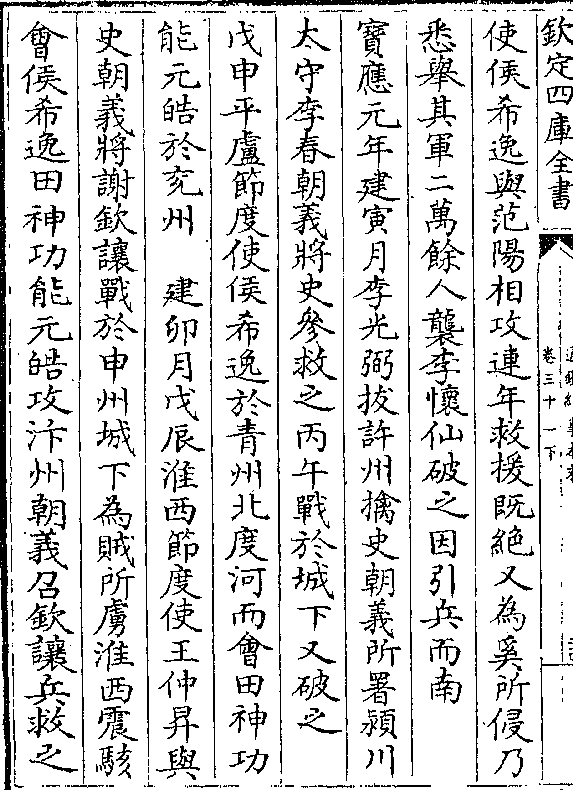 欽定四庫全書
卷三十一下
使侯希逸與范陽相攻連年救援既絶又為奚所侵乃
悉舉其軍二萬餘人襲李懷仙破之因引兵而南
寶應元年建寅月李光弼拔許州擒史朝義所署潁川
太守李春朝義將史參救之丙午戰於城下又破之
戊申平盧節度使侯希逸於青州北度河而會田神功
能元皓於兖州　建卯月戊辰淮西節度使王仲昇與
史朝義將謝欽讓戰於申州城下為賊所虜淮西震駭
會侯希逸田神功能元皓攻汴州朝義召欽讓兵救之